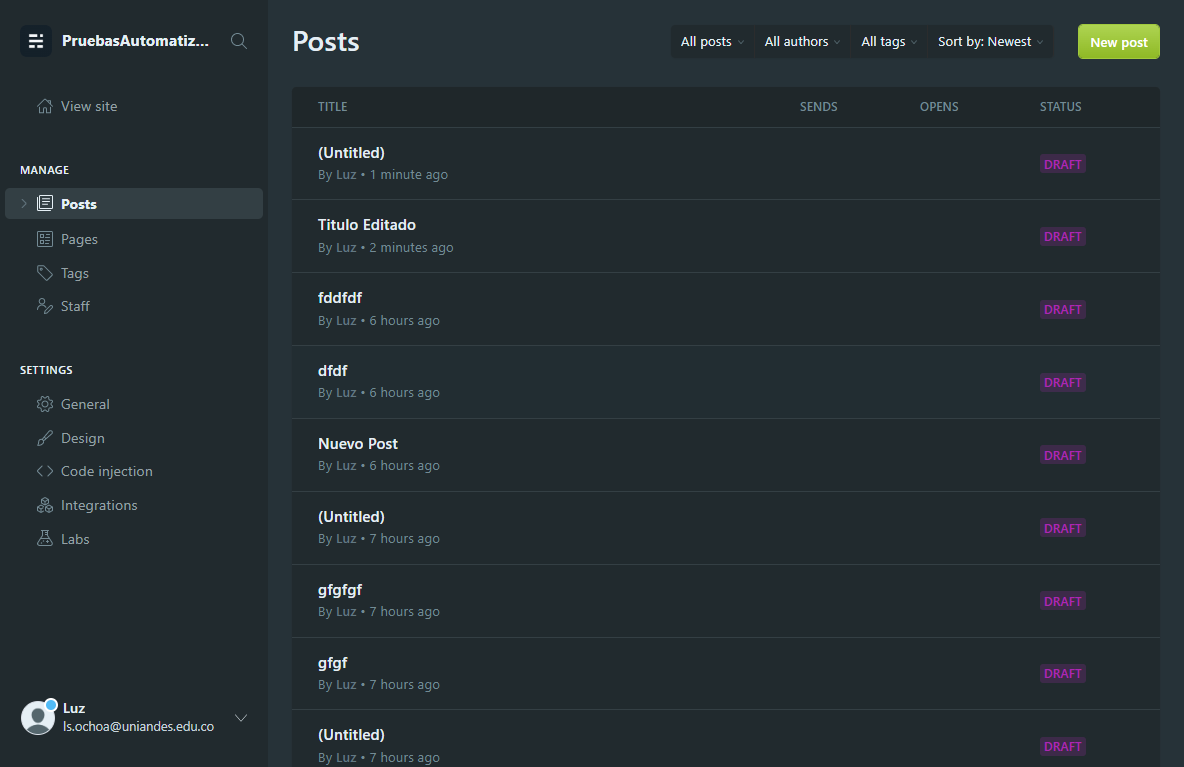 PruebasAutomatiz...
View site
MANAGE
Posts
Pages
Tags
Staff
SETTINGS
General
Design
Code injection
Integrations
Labs
Luz
ls.ochoa@uniandes.edu.co
Posts
All posts All authors All tags Sort by: Newest New post
TITLE SENDS OPENS STATUS
(Untitled)
By Luz • 1 minute ago
DRAFT
Titulo Editado
By Luz • 2 minutes ago
DRAFT
fddfdf
By Luz • 6 hours ago
DRAFT
dfdf
By Luz • 6 hours ago
DRAFT
Nuevo Post
By Luz • 6 hours ago
DRAFT
(Untitled)
By Luz • 7 hours ago
DRAFT
gfgfgf
By Luz • 7 hours ago
DRAFT
gfgf
By Luz • 7 hours ago
DRAFT
(Untitled)
By Luz • 7 hours ago
DRAFT